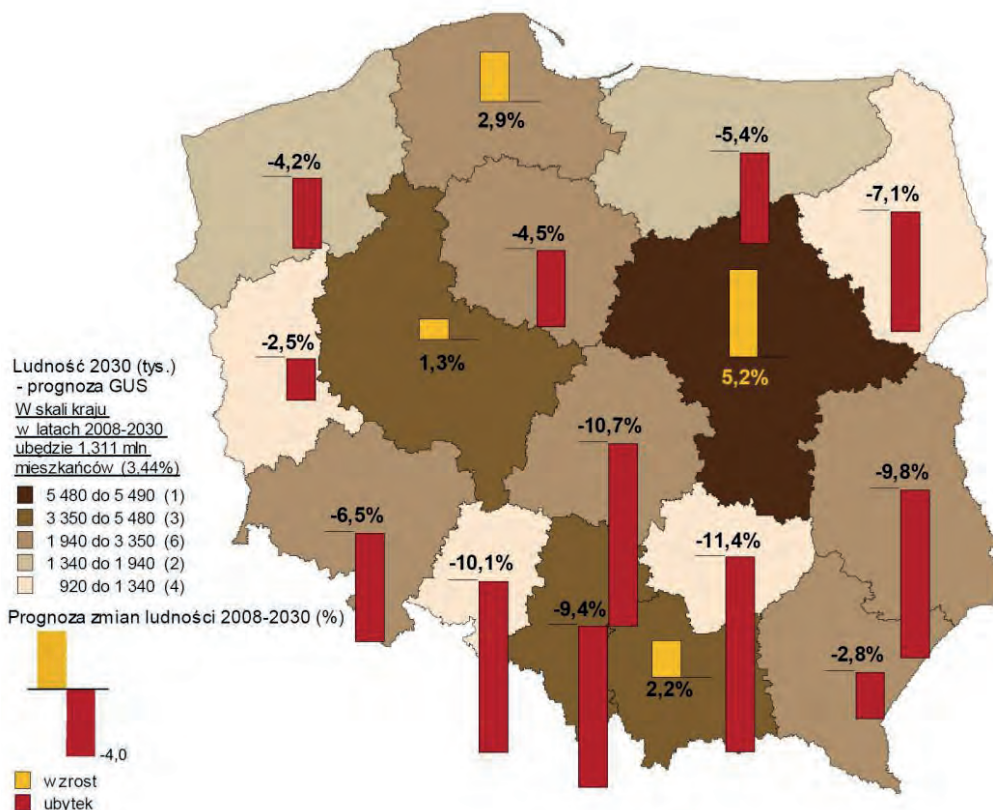 2,9%
-5,4%
-4,2%
-7,1%
-4,5%
-2,5%
1,3%
5,2%
Ludność 2030 (tys.)
- prognoza GUS
W skali kraju
w latach 2008-2030
ubędzie 1,311 mln
mieszkańców (3,44%)
5 480 do 5 490 (1)
3 350 do 5 480 (3)
1 940 do 3 350 (6)
1 340 do 1 940 (2)
920 do 1 340 (4)
-10,7%
-9,8%
-6,5%
-11,4%
-10,1%
-9,4%
2,2%
-2,8%
Prognoza zmian ludności 2008-2030 (%)
-4,0
wzrost
ubytek